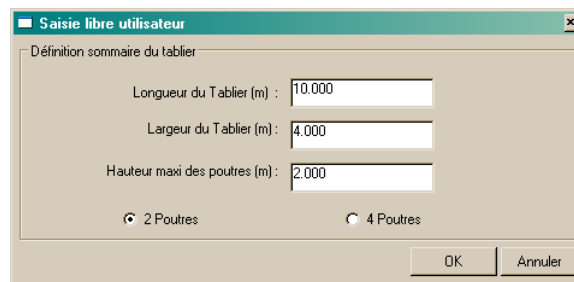 Saisie libre utilisateur
Définition sommaire du tablier
Longueur du Tablier (m) : 10.000
Largeur du Tablier (m) : 4.000
Hauteur maxi des poutres (m) : 2.000
2 Poutres 4 Poutres
OK Annuler